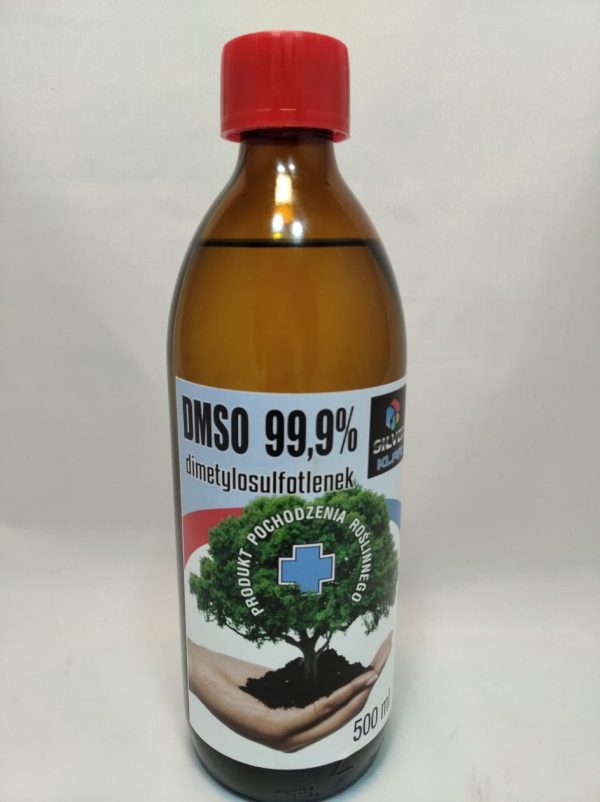 DMSO 99,9%
dimetylosulfotlenek
PRODUKT POCHODZENIA ROŚLINNEGO
500 ml